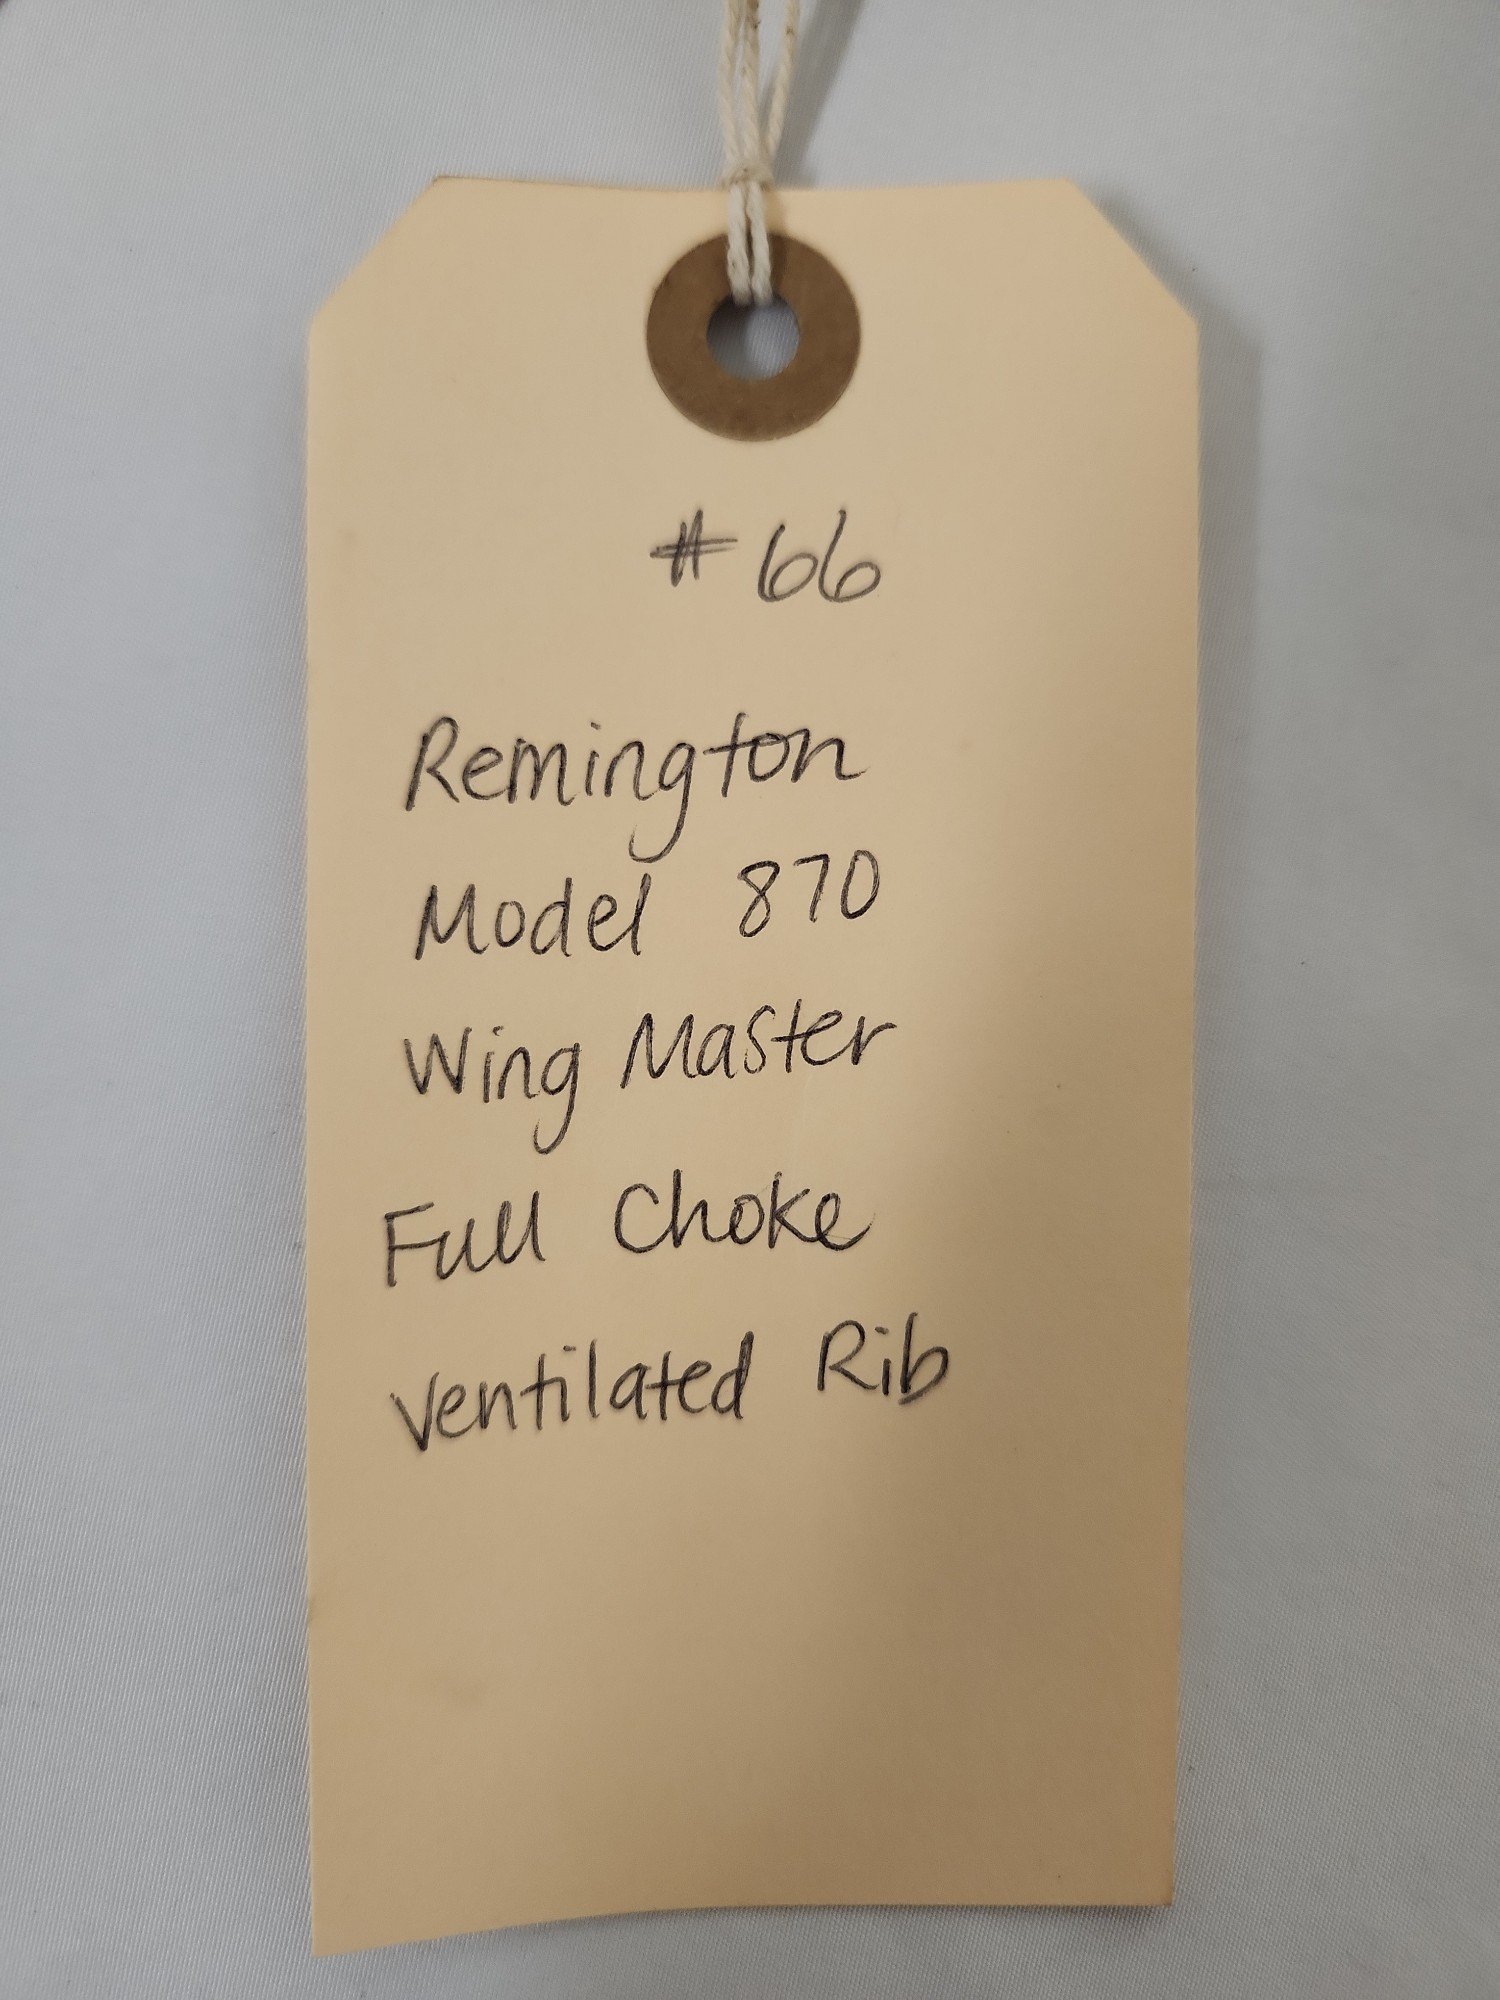 #66
Remington
Model 870
Wing Master
Full Choke
Ventilated Rib